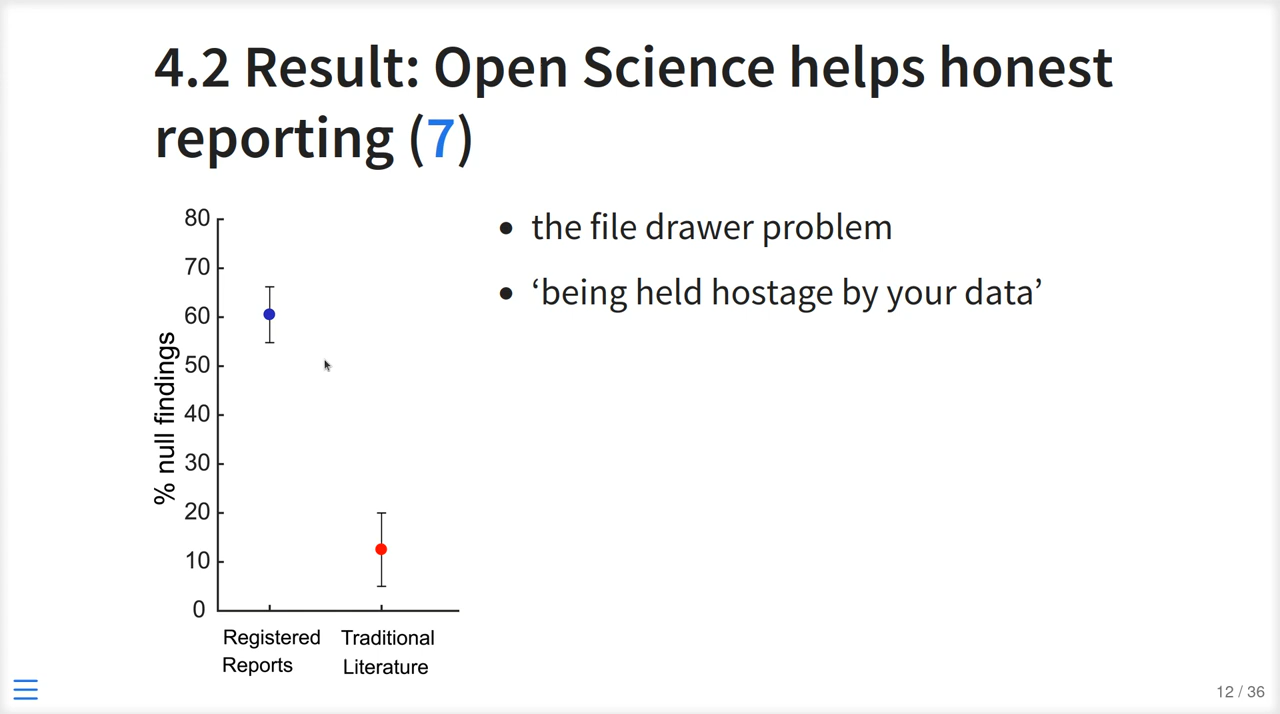 4.2 Result: Open Science helps honest
reporting (7)
• the file drawer problem
• ‘being held hostage by your data’
% null findings
80
70
60
50
40
30
20
10
0
Registered
Reports
Traditional
Literature
12 / 36